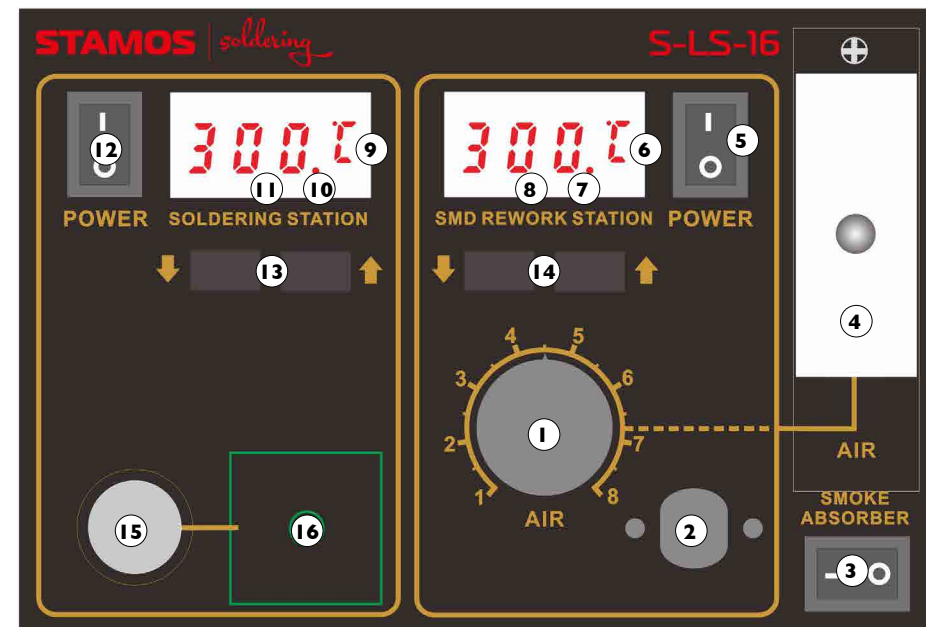 STAMOS soldering S-LS-16
I O 12
300.°C 9
11 10
300.°C 6
8 7
I O 5
POWER SOLDERING STATION
SMD REWORK STATION POWER
13
14
4
4 5
3 6
2 7
1 8
1
AIR
AIR
SMOKE
ABSORBER
15
16
2
3
- O